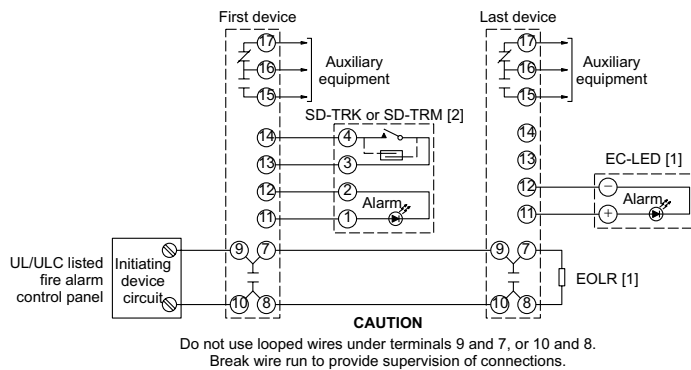 First device
Last device
17
16
15
Auxiliary
equipment
17
16
15
Auxiliary
equipment
SD-TRK or SD-TRM [2]
14
13
12
11
4
3
2
1
Alarm
14
13
12
11
EC-LED [1]
−
+
Alarm
UL/ULC listed
fire alarm
control panel
Initiating
device
circuit
9
7
10
8
9
7
10
8
EOLR [1]
CAUTION
Do not use looped wires under terminals 9 and 7, or 10 and 8.
Break wire run to provide supervision of connections.